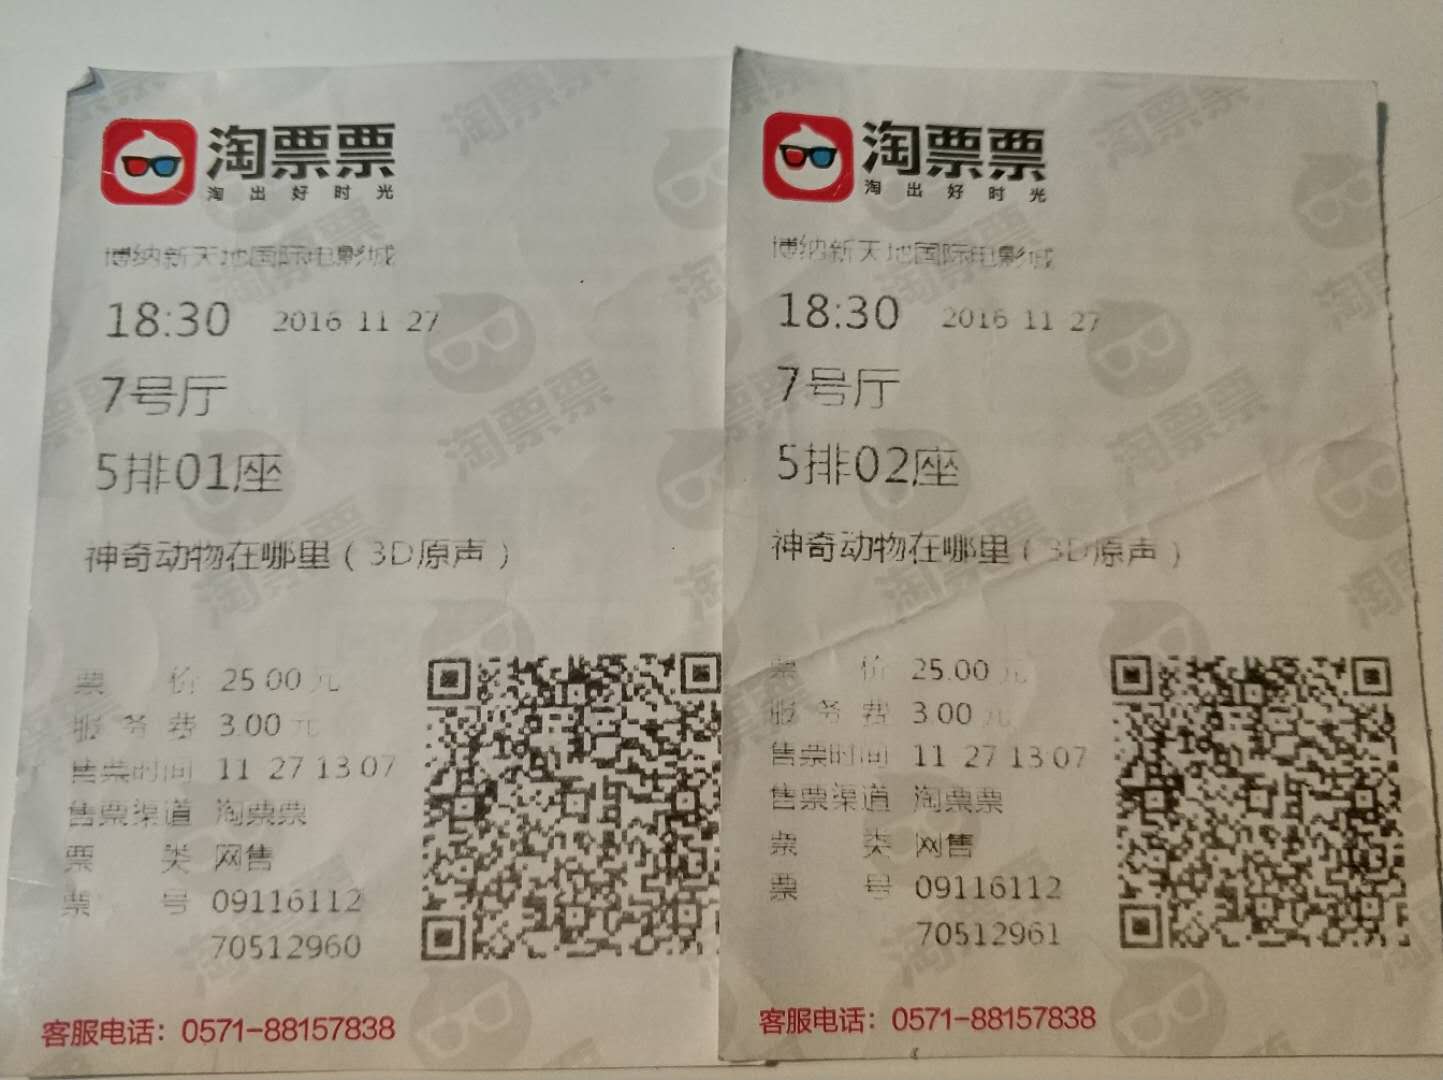 淘票票
淘出好时光
博纳新天地国际电影城
18:30 2016 11 27
7号厅
5排01座
神奇动物在哪里（3D原声）
票 价 25 00 元
服务费 3.00 元
售票时间 11 27 13 07
售票渠道 淘票票
票 类 网售
票 号 09116112
70512960
客服电话：0571-88157838
淘票票
淘出好时光
博纳新天地国际电影城
18:30 2016 11 27
7号厅
5排02座
神奇动物在哪里（3D原声）
票 价 25.00 元
服务费 3 00 元
售票时间 11 27 13 07
售票渠道 淘票票
票 类 网售
票 号 09116112
70512961
客服电话：0571-88157838